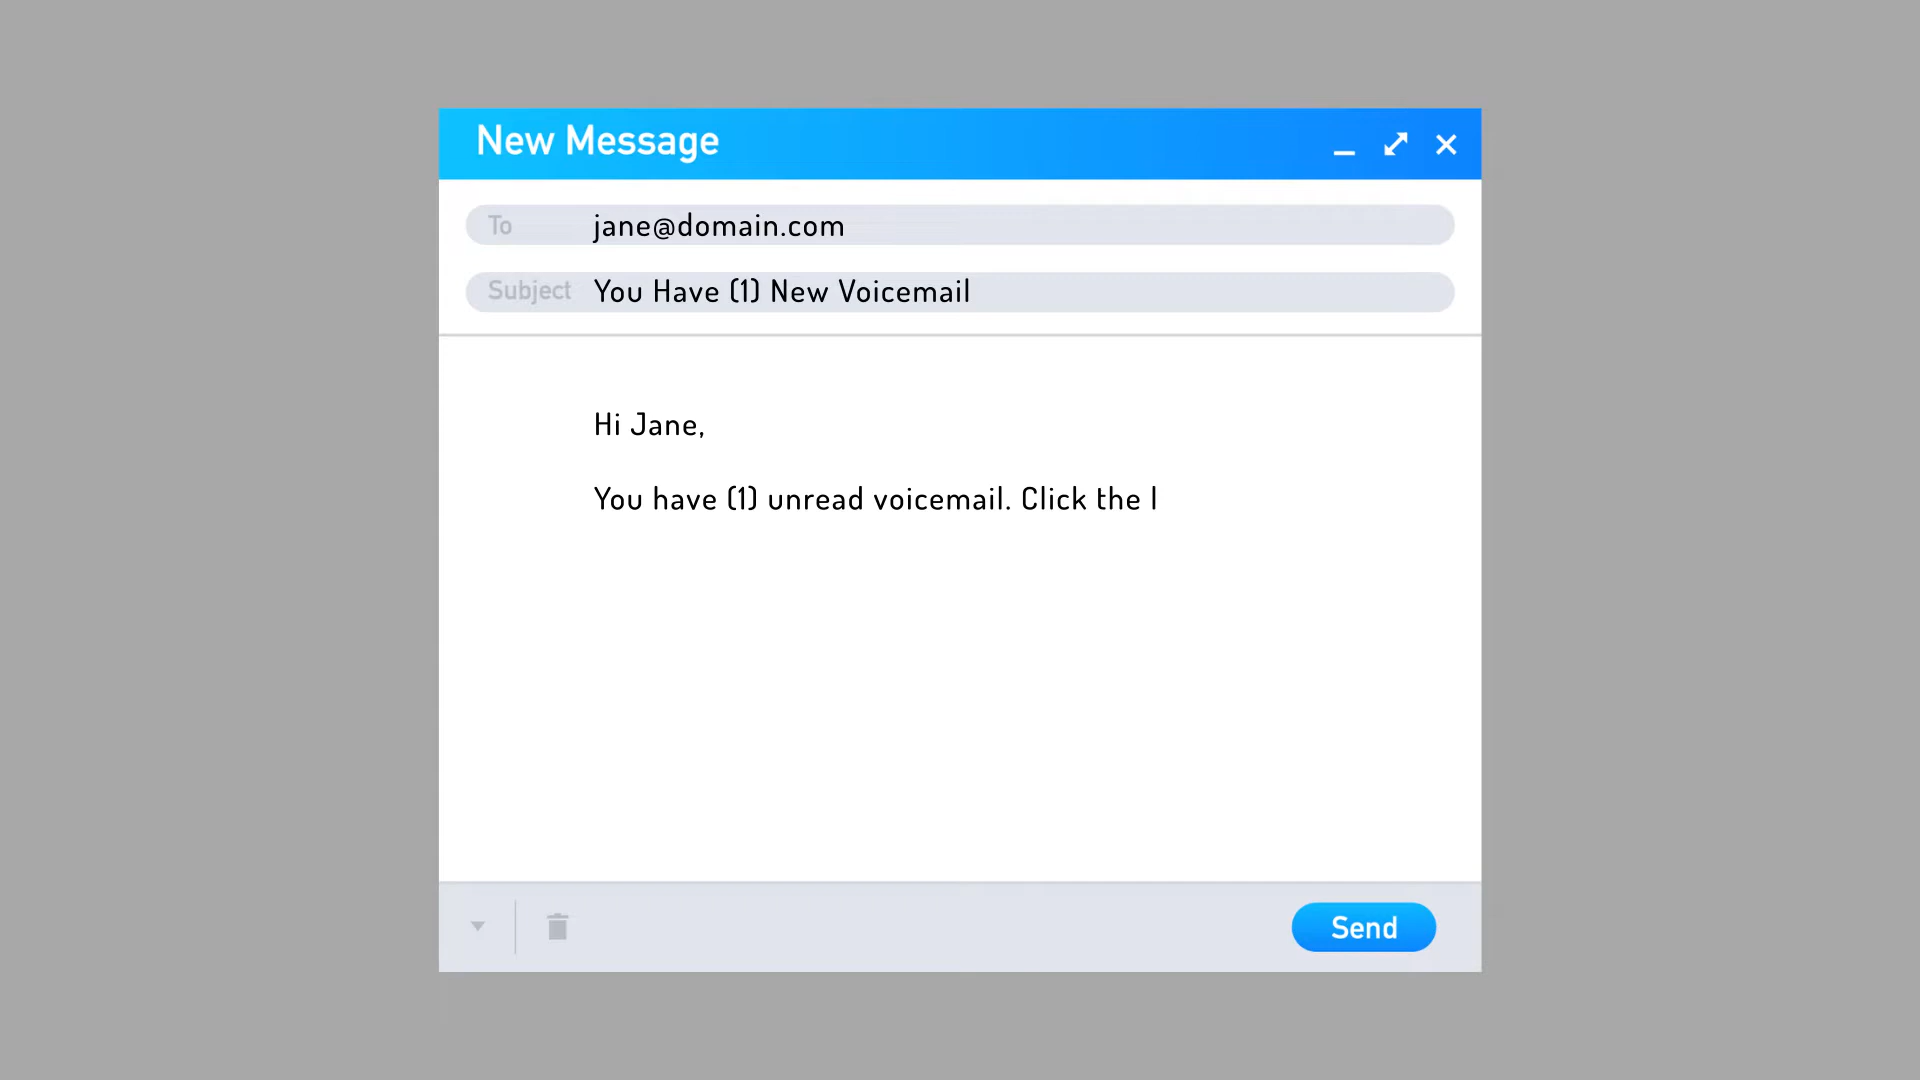 New Message
To jane@domain.com
Subject You Have (1) New Voicemail
Hi Jane,
You have (1) unread voicemail. Click the l
Send